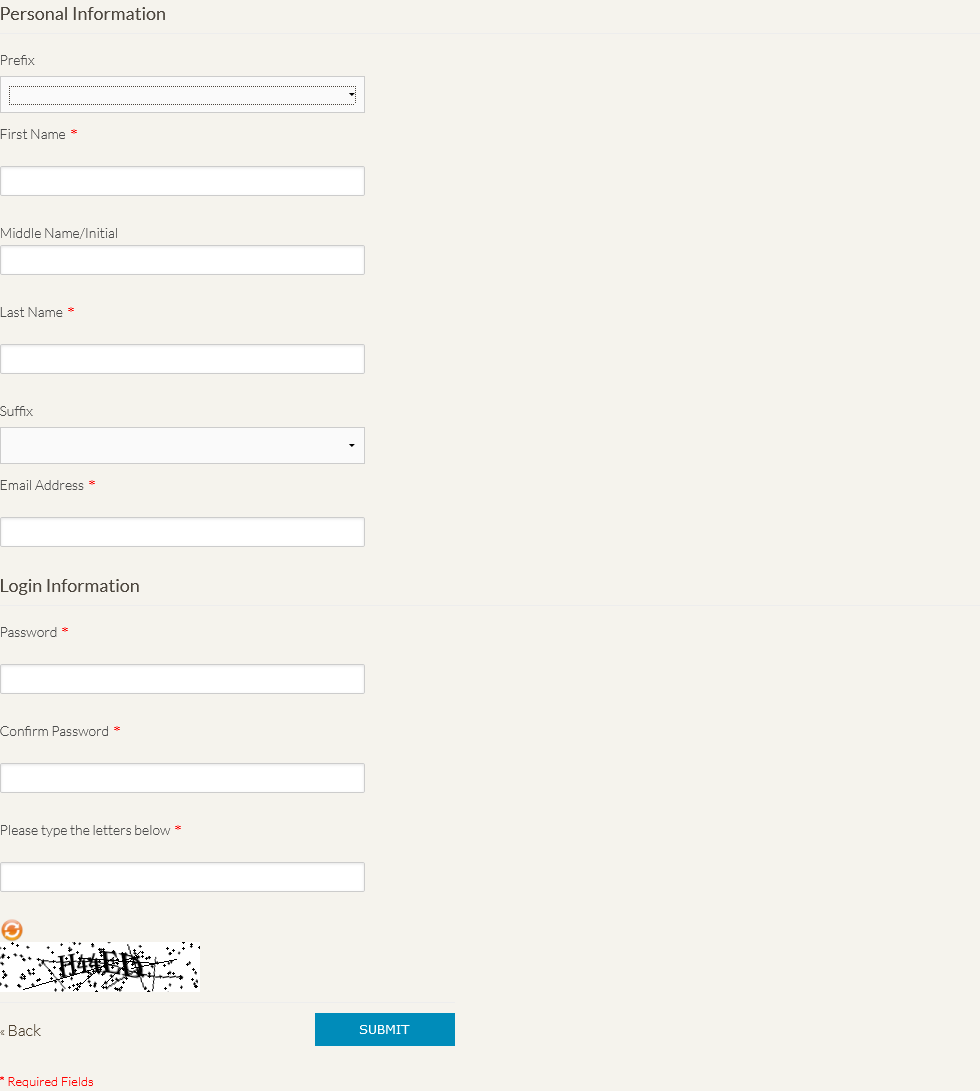 Personal Information
Prefix
First Name *
Middle Name/Initial
Last Name *
Suffix
Email Address *
Login Information
Password *
Confirm Password *
Please type the letters below *
« Back
SUBMIT
* Required Fields